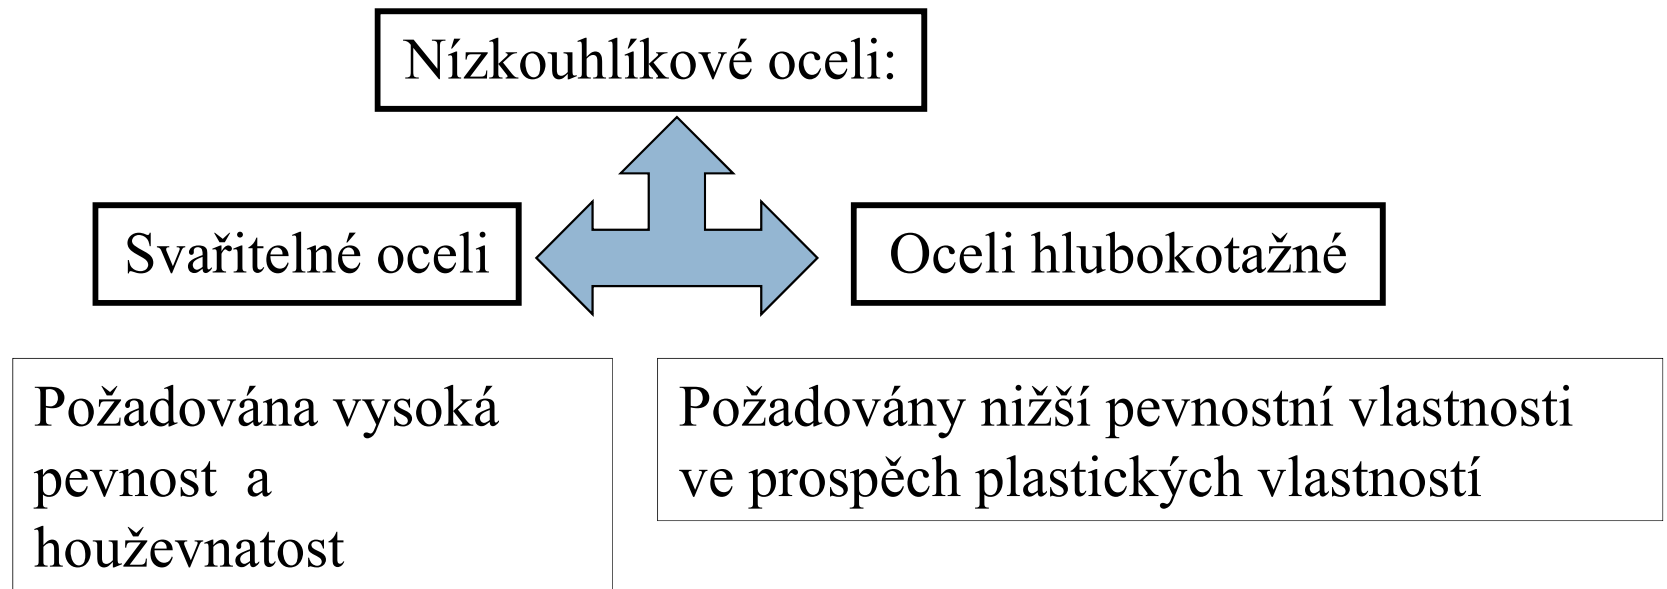 Nízkouhlíkové oceli:
Svařitelné oceli
Oceli hlubokotažné
Požadována vysoká
pevnost a
houževnatost
Požadovány nižší pevnostní vlastnosti
ve prospěch plastických vlastností